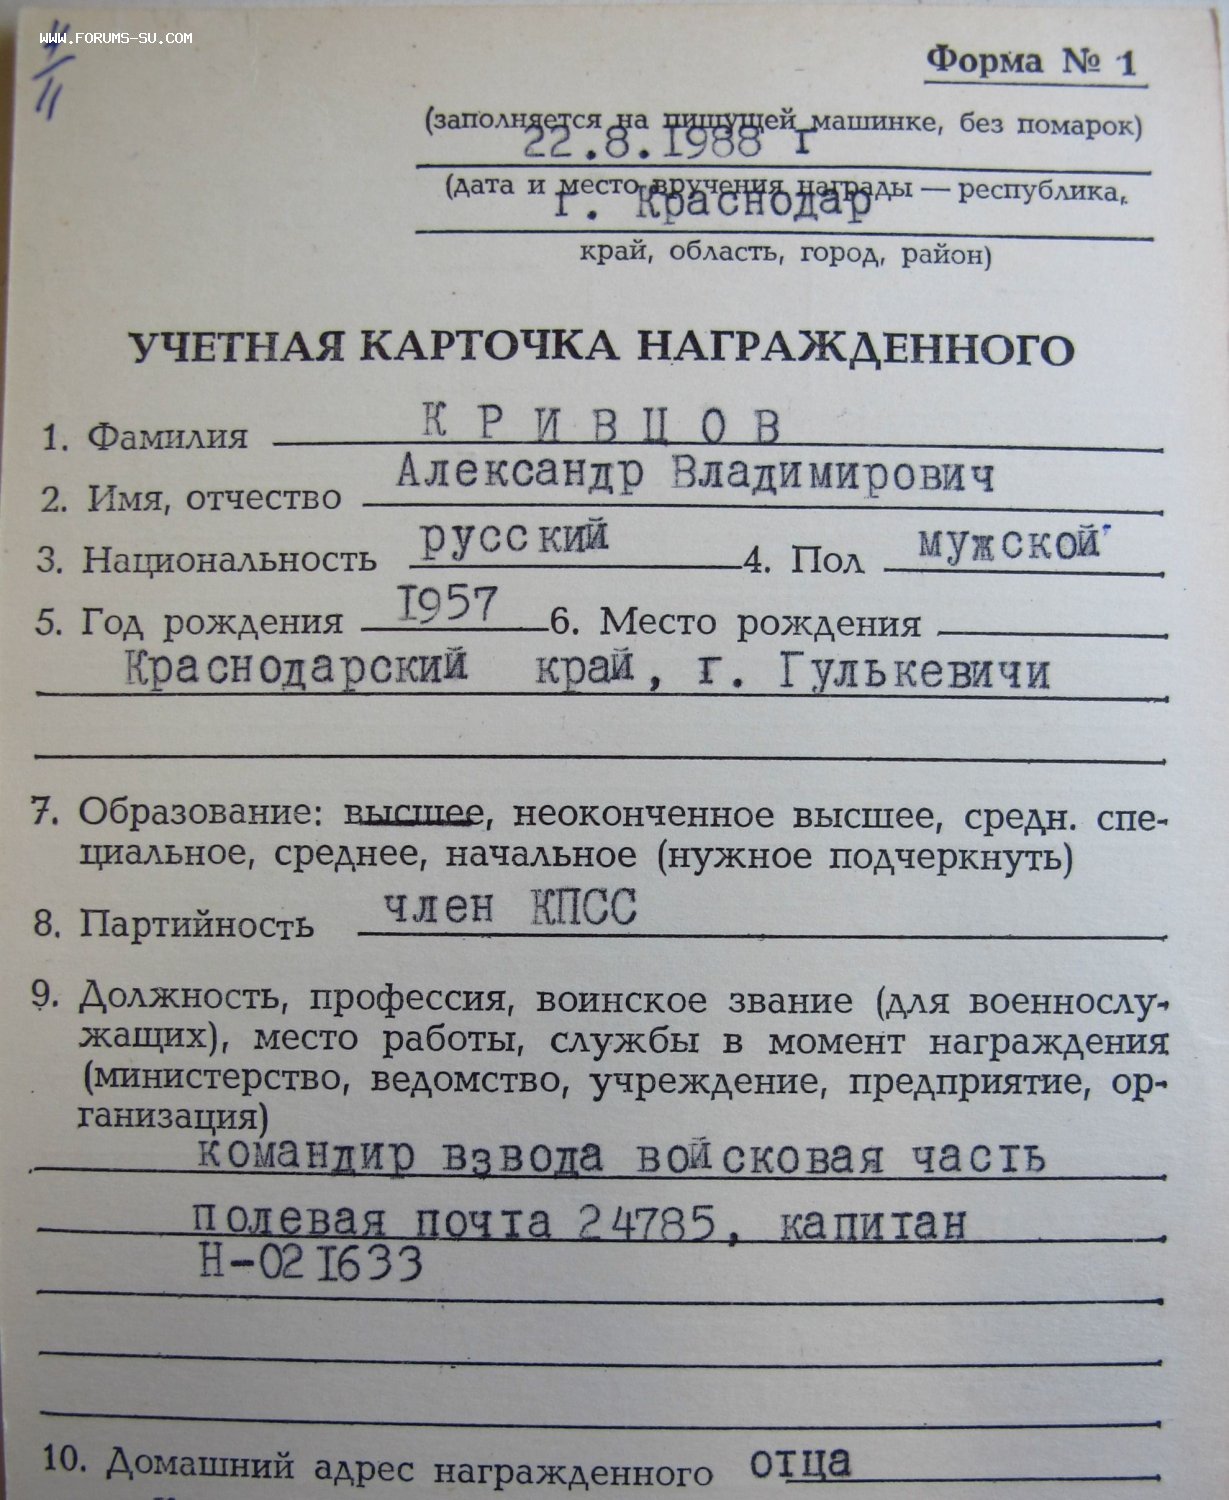 www.forums-su.com
4/11
Форма № 1
(заполняется на пишущей машинке, без помарок)
22.8.1988 г
(дата и место вручения награды — республика,
г. Краснодар
край, область, город, район)
УЧЕТНАЯ КАРТОЧКА НАГРАЖДЕННОГО
1. Фамилия КРИВЦОВ
2. Имя, отчество Александр Владимирович
3. Национальность русский 4. Пол мужской
5. Год рождения 1957 6. Место рождения
Краснодарский край, г. Гулькевичи
7. Образование: высшее, неоконченное высшее, средн. спе-
циальное, среднее, начальное (нужное подчеркнуть)
8. Партийность член КПСС
9. Должность, профессия, воинское звание (для военнослу-
жащих), место работы, службы в момент награждения
(министерство, ведомство, учреждение, предприятие, ор-
ганизация)
командир взвода войсковая часть
полевая почта 24785, капитан
Н-021633
10. Домашний адрес награжденного отца